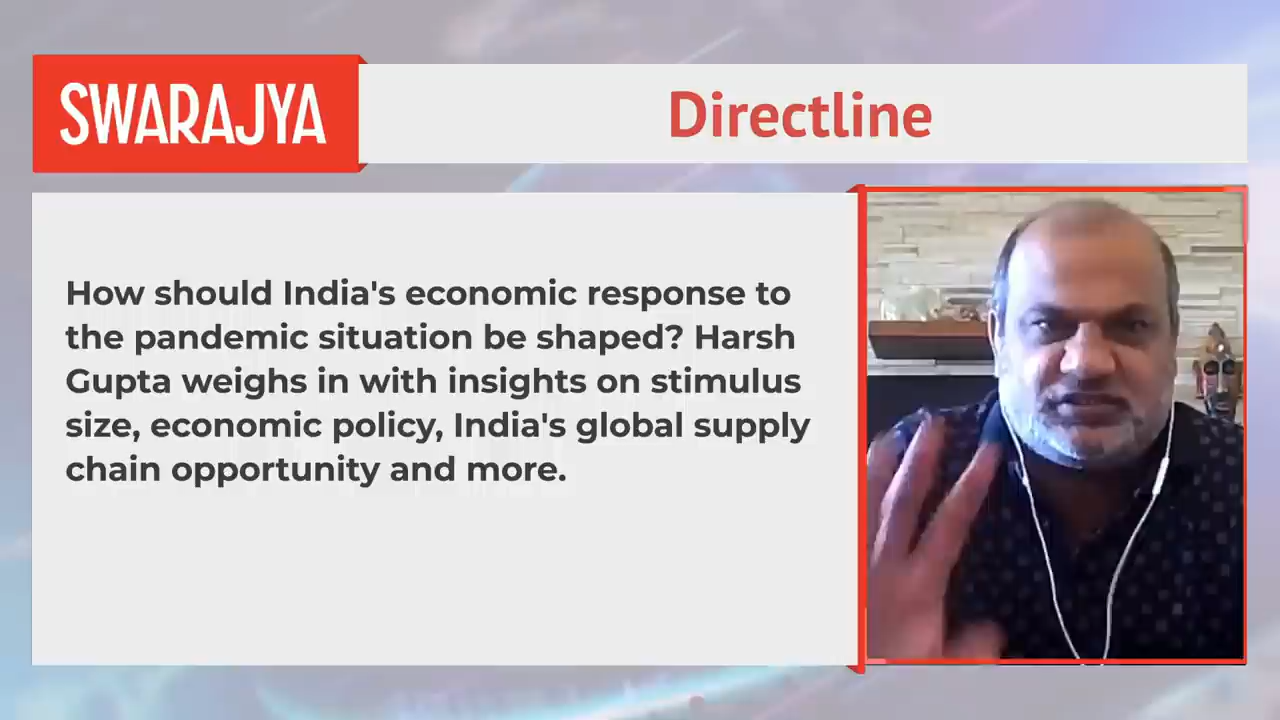 SWARAJYA
Directline
How should India's economic response to
the pandemic situation be shaped? Harsh
Gupta weighs in with insights on stimulus
size, economic policy, India's global supply
chain opportunity and more.